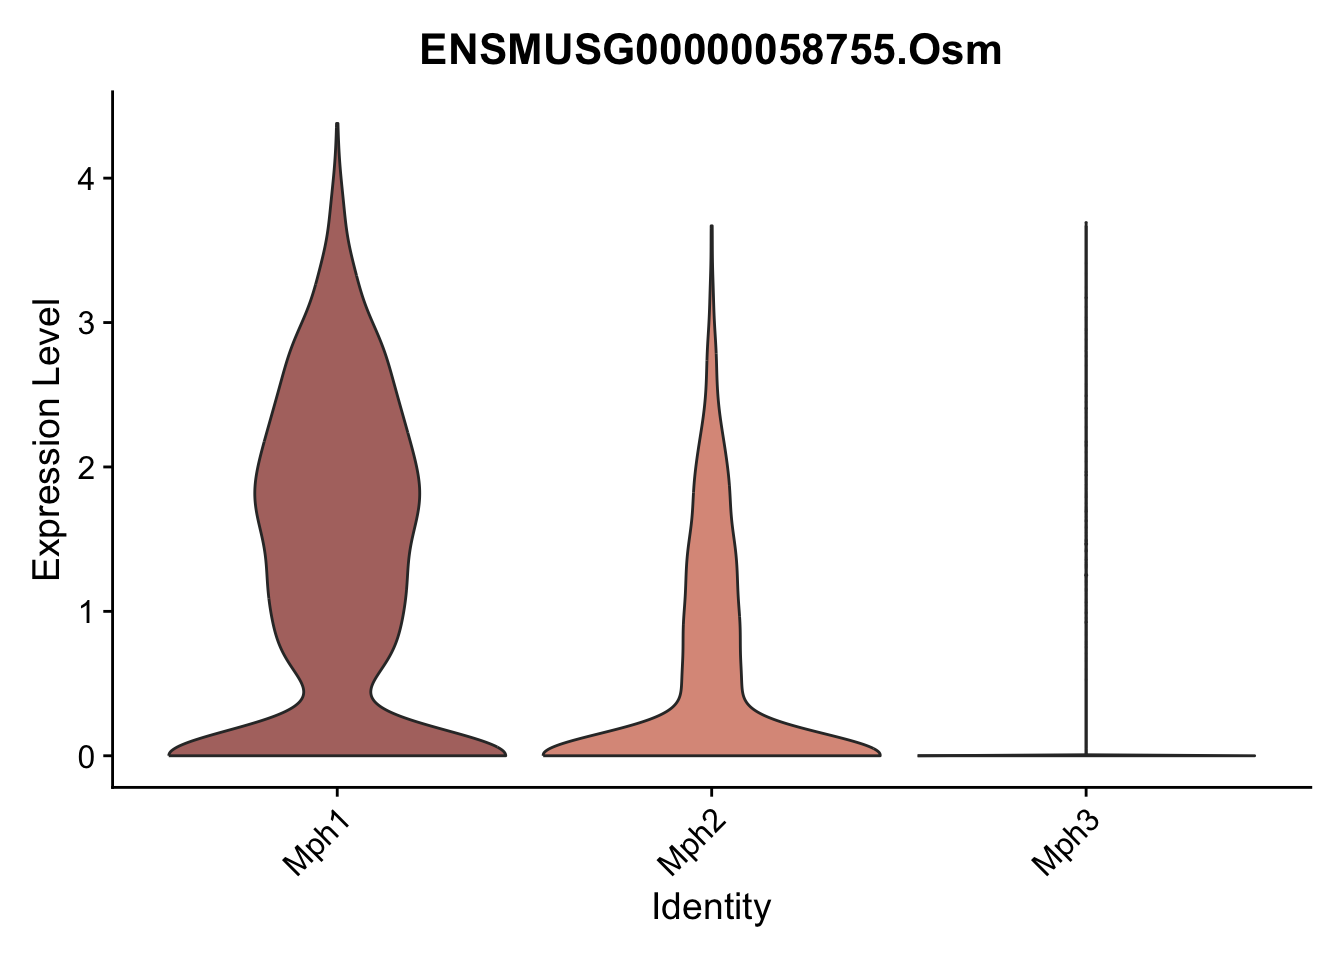 ENSMUSG00000058755.Osm
Expression Level
4
3
2
1
0
Mph1
Mph2
Mph3
Identity